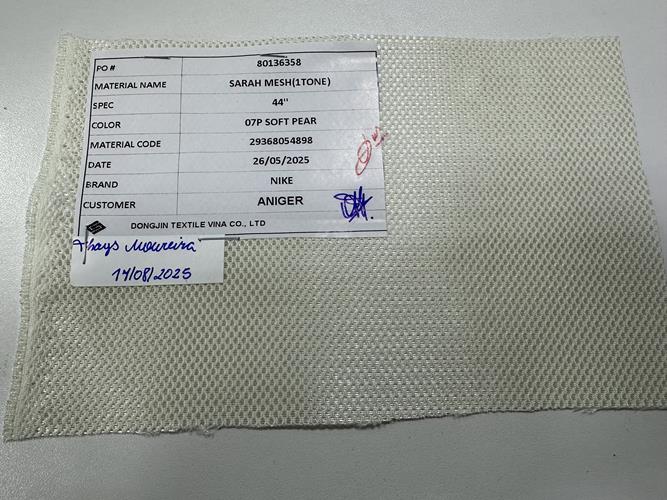 PO # 80136358
MATERIAL NAME SARAH MESH(1TONE)
SPEC 44"
COLOR 07P SOFT PEAR
MATERIAL CODE 29368054898
DATE 26/05/2025
BRAND NIKE
CUSTOMER ANIGER
DONGJIN TEXTILE VINA CO., LTD
Thays Moureira
14/08/2025